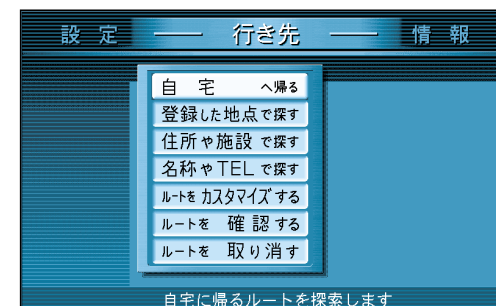 設定 行き先 情報
自宅へ帰る
登録した地点で探す
住所や施設で探す
名称やTELで探す
ルートをカスタマイズする
ルートを確認する
ルートを取り消す
自宅に帰るルートを探索します